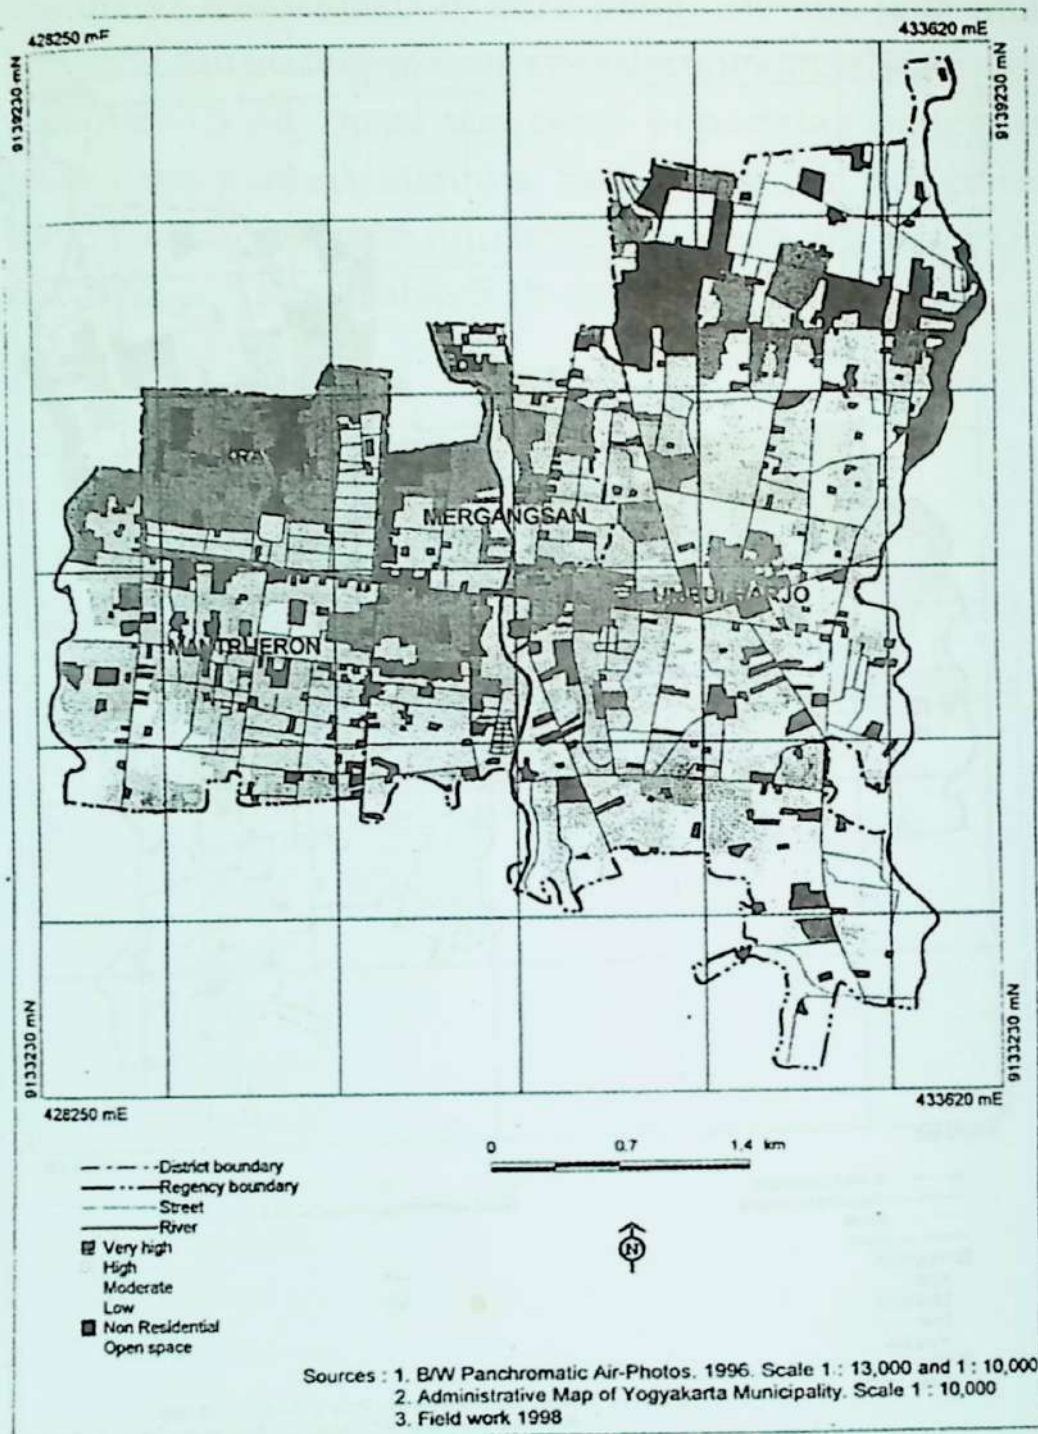 428250 mE
433620 mE
9139230 mN
9139230 mN
MERGANGSAN
MANTRIJERON
9133230 mN
9133230 mN
428250 mE
433620 mE
0 0.7 1.4 km
District boundary
Regency boundary
Street
River
N
Very high
High
Moderate
Low
Non Residential
Open space
Sources : 1. B/W Panchromatic Air-Photos. 1996. Scale 1 : 13,000 and 1 : 10,000
2. Administrative Map of Yogyakarta Municipality. Scale 1 : 10,000
3. Field work 1998